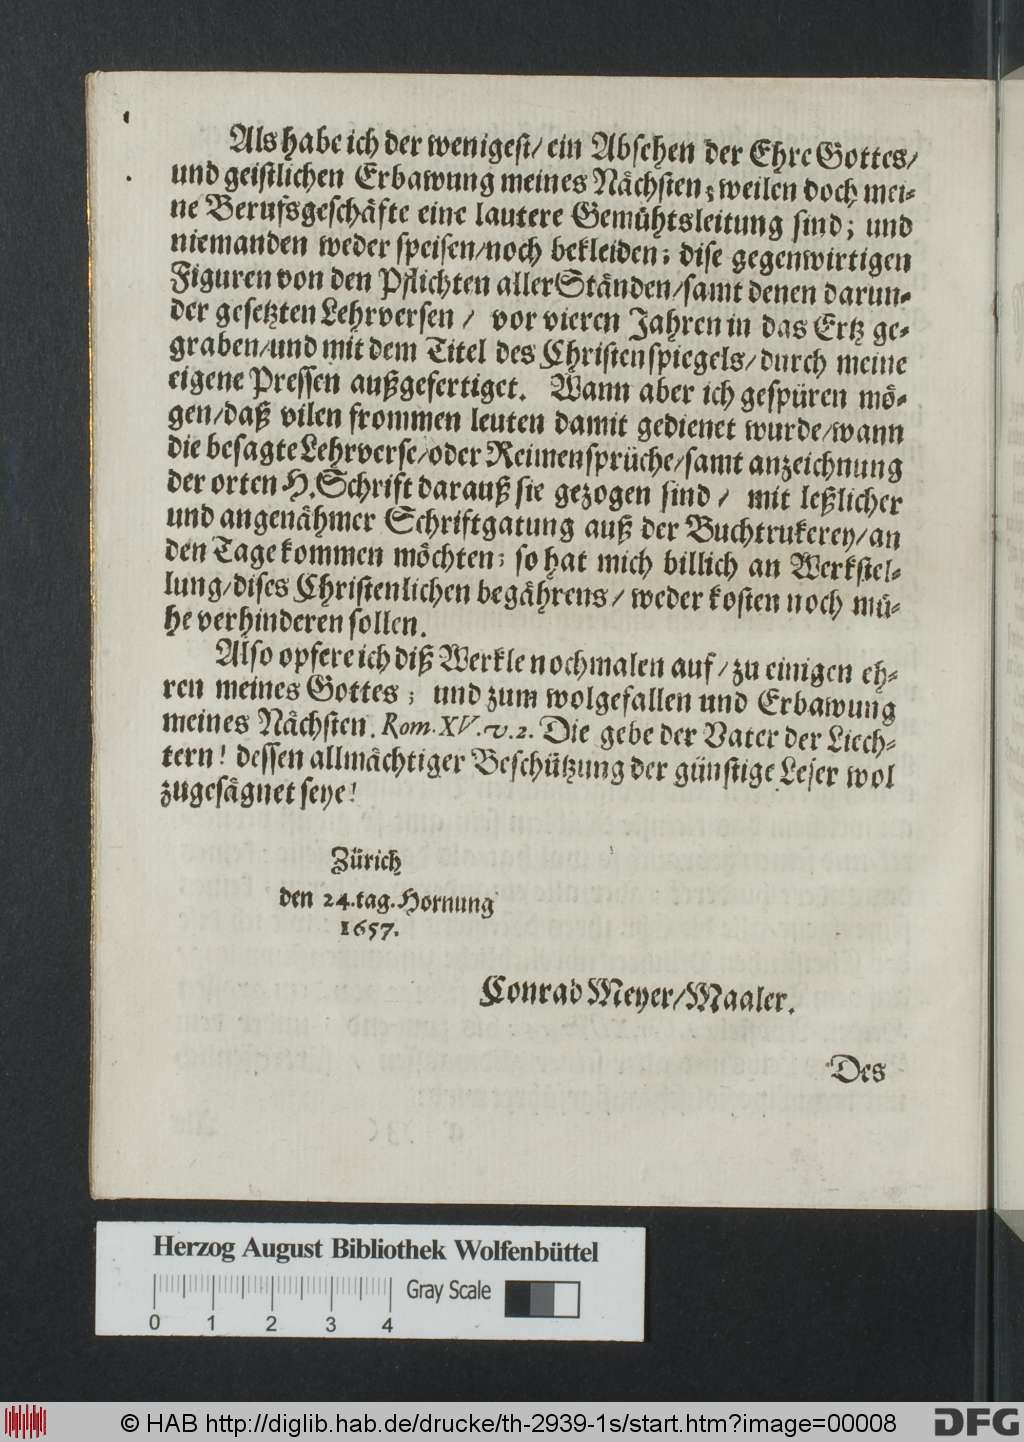 Als habe ich der wenigest/ ein Absehen der Ehre Gottes/
und geistlichen Erbawung meines Nächsten; weilen doch mei-
ne Berufsgeschäfte eine lautere Gemühtsleitung sind; und
niemanden weder speisen/noch bekleiden; dise gegenwirtigen
Figuren von den Pflichten aller Ständen/samt denen darun-
der gesetzten Lehrversen / vor vieren Jahren in das Ertz ge-
graben/und mit dem Titel des Christenspiegels/durch meine
eigene Pressen außgefertiget. Wann aber ich gespüren mö-
gen/daß vilen frommen leuten damit gedienet wurde/wann
die besagte Lehrverse/oder Reimensprüche/samt anzeichnung
der orten H. Schrift darauß sie gezogen sind / mit leßlicher
und angenähmer Schriftgatung auß der Buchtrukerey/an
den Tage kommen möchten; so hat mich billich an Werkstel-
lung/dises Christenlichen begährens/ weder kosten noch mü-
he verhinderen sollen.
Also opfere ich diß Werkle nochmalen auf/zu einigen eh-
ren meines Gottes; und zum wolgefallen und Erbawung
meines Nächsten. Rom. XV. v. 2. Die gebe der Vater der Liech-
tern! dessen allmächtiger Beschützung der günstige Leser wol
zugesägnet seye!
Zürich
den 24. tag. Hornung
1657.
Conrad Meyer/Maaler.
Des
Herzog August Bibliothek Wolfenbüttel
Gray Scale
0 1 2 3 4
© HAB http://diglib.hab.de/drucke/th-2939-1s/start.htm?image=00008
DFG